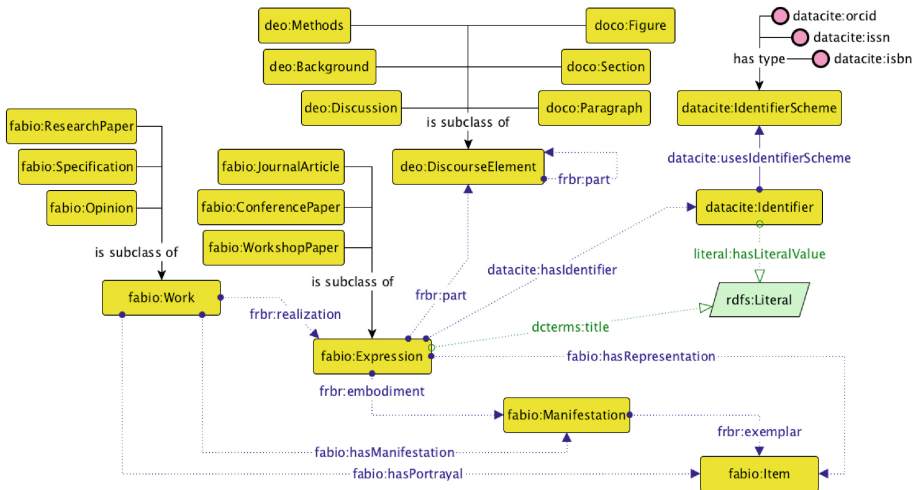 deo:Methods
doco:Figure
datacite:orcid
datacite:issn
has type
datacite:isbn
deo:Background
doco:Section
deo:Discussion
doco:Paragraph
datacite:IdentifierScheme
fabio:ResearchPaper
is subclass of
fabio:Specification
fabio:JournalArticle
deo:DiscourseElement
datacite:usesIdentifierScheme
frbr:part
fabio:Opinion
fabio:ConferencePaper
datacite:Identifier
fabio:WorkshopPaper
is subclass of
literal:hasLiteralValue
datacite:hasIdentifier
is subclass of
fabio:Work
frbr:part
rdfs:Literal
frbr:realization
dcterms:title
fabio:Expression
fabio:hasRepresentation
frbr:embodiment
fabio:Manifestation
frbr:exemplar
fabio:hasManifestation
fabio:hasPortrayal
fabio:Item